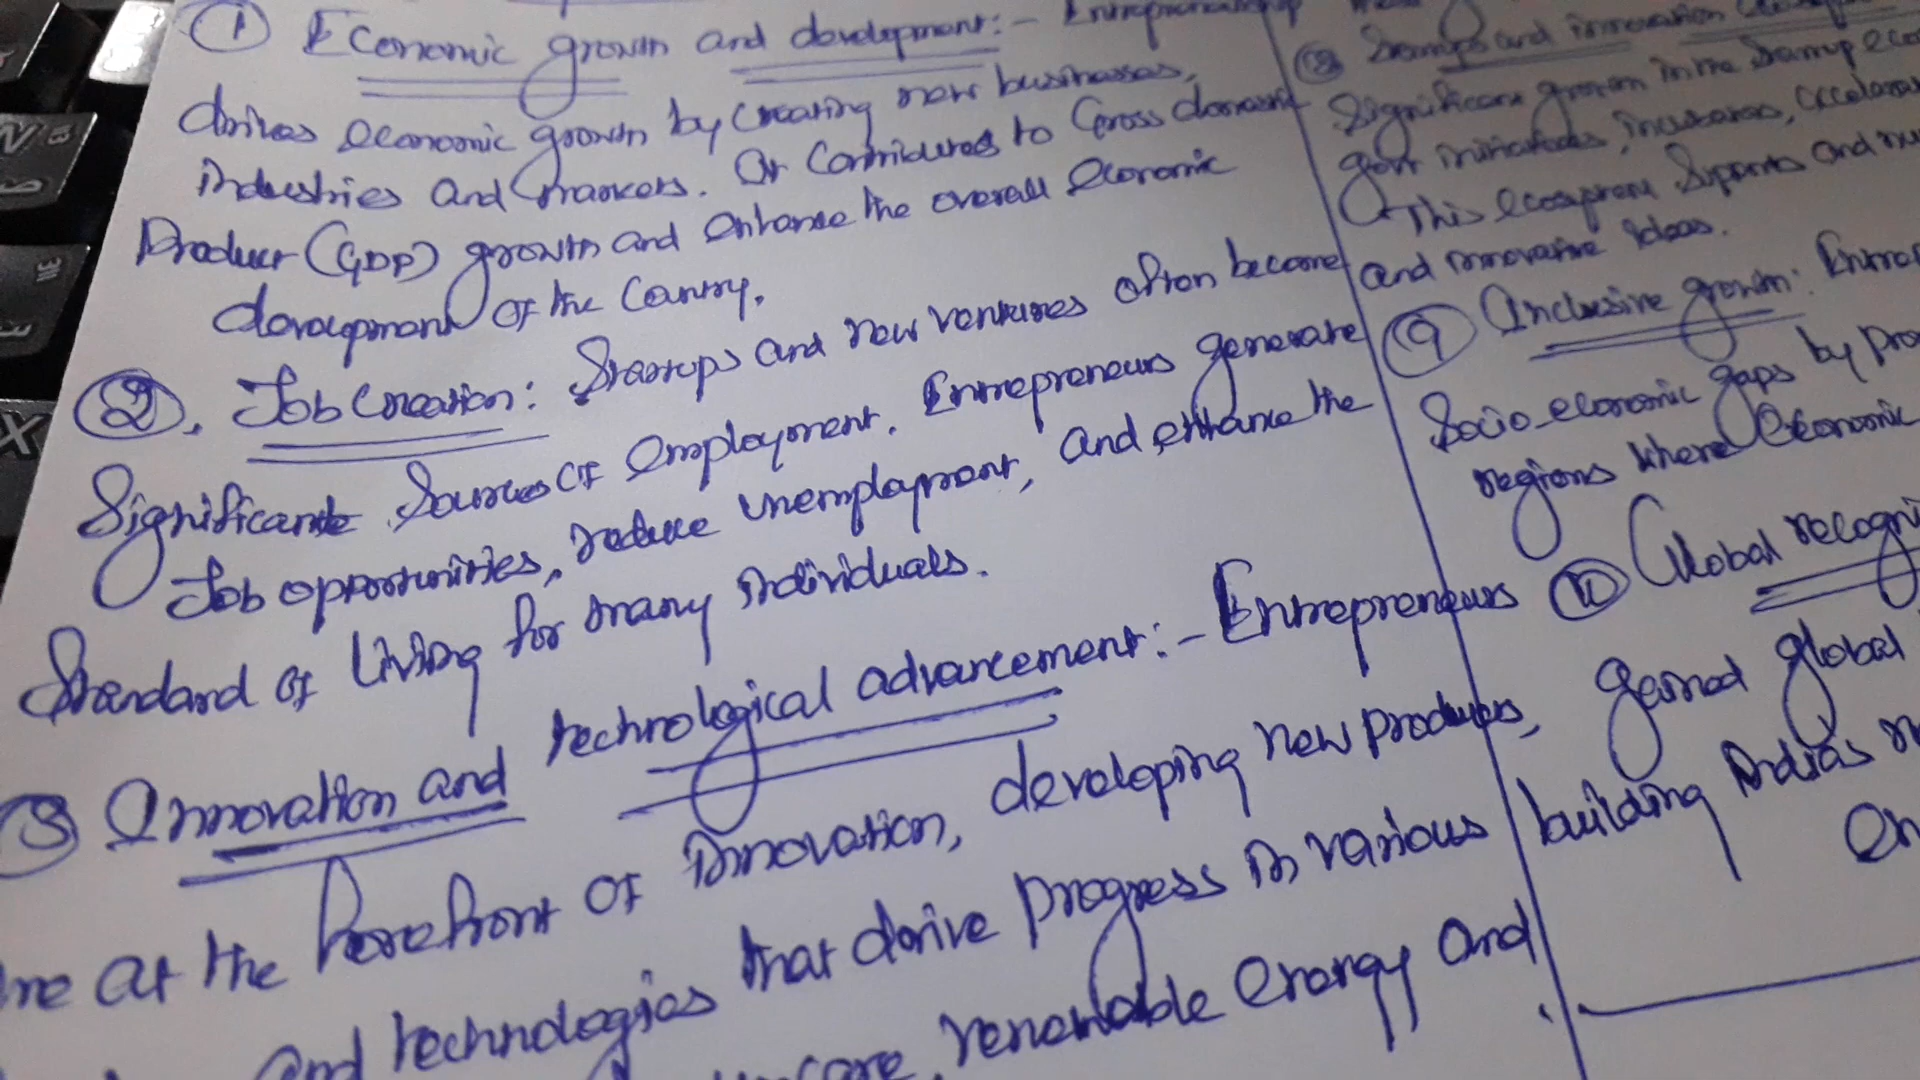 ① Economic growth and development:- Entrepreneurship
drives economic growth by creating new businesses,
industries and markets. It Contributes to Gross domestic
Product (GDP) growth and enhance the overall economic
development of the Country.
②. Job Creation: Startups and new ventures often become
Significant Sources of employment. Entrepreneurs generate
Job opportunities, reduce unemployment, and enhance the
Standard of living for many individuals.
③ Innovation and technological advancement:- Entrepreneurs
are at the forefront of innovation, developing new products,
and technologies that derive progress in various
renewable energy and
⑧ Startups and innovation
Significant growth in the Startup
govt initiatives, incubators,
This ecosystem Supports and
and innovative ideas.
⑨ Inclusive growth:
Socio-economic gaps by
regions where Economic
⑩ Global
gained global
building Indias